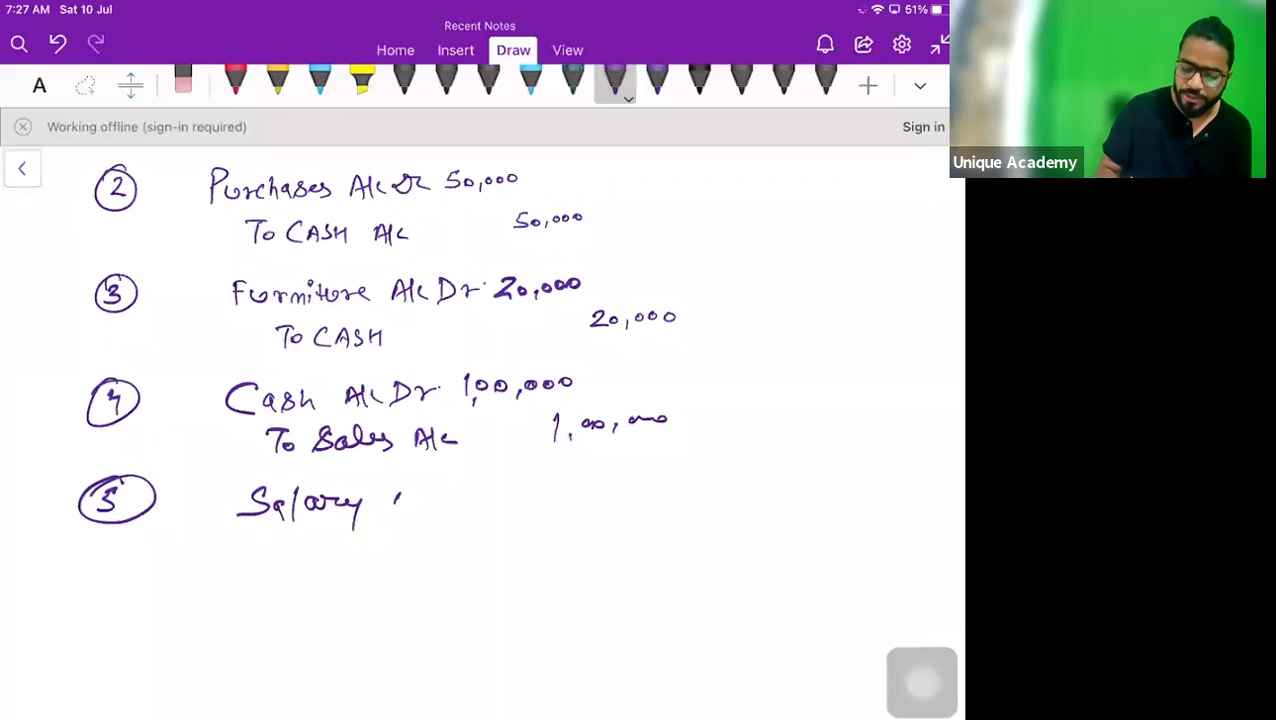 7:27 AM Sat 10 Jul
51%
Recent Notes
Home Insert Draw View
A
Working offline (sign-in required)
Sign in
Unique Academy
2 Purchases A/c Dr 50,000
To CASH A/c 50,000
3 Furniture A/c Dr. 20,000
To CASH 20,000
4 Cash A/c Dr. 1,00,000
To Sales A/c 1,00,000
5 Salary